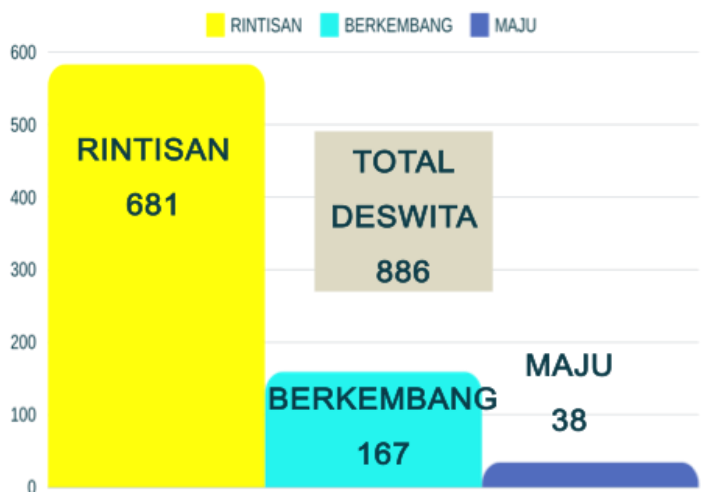 RINTISAN BERKEMBANG MAJU
600
500
400
300
200
100
0
RINTISAN
681
TOTAL
DESWITA
886
BERKEMBANG
167
MAJU
38